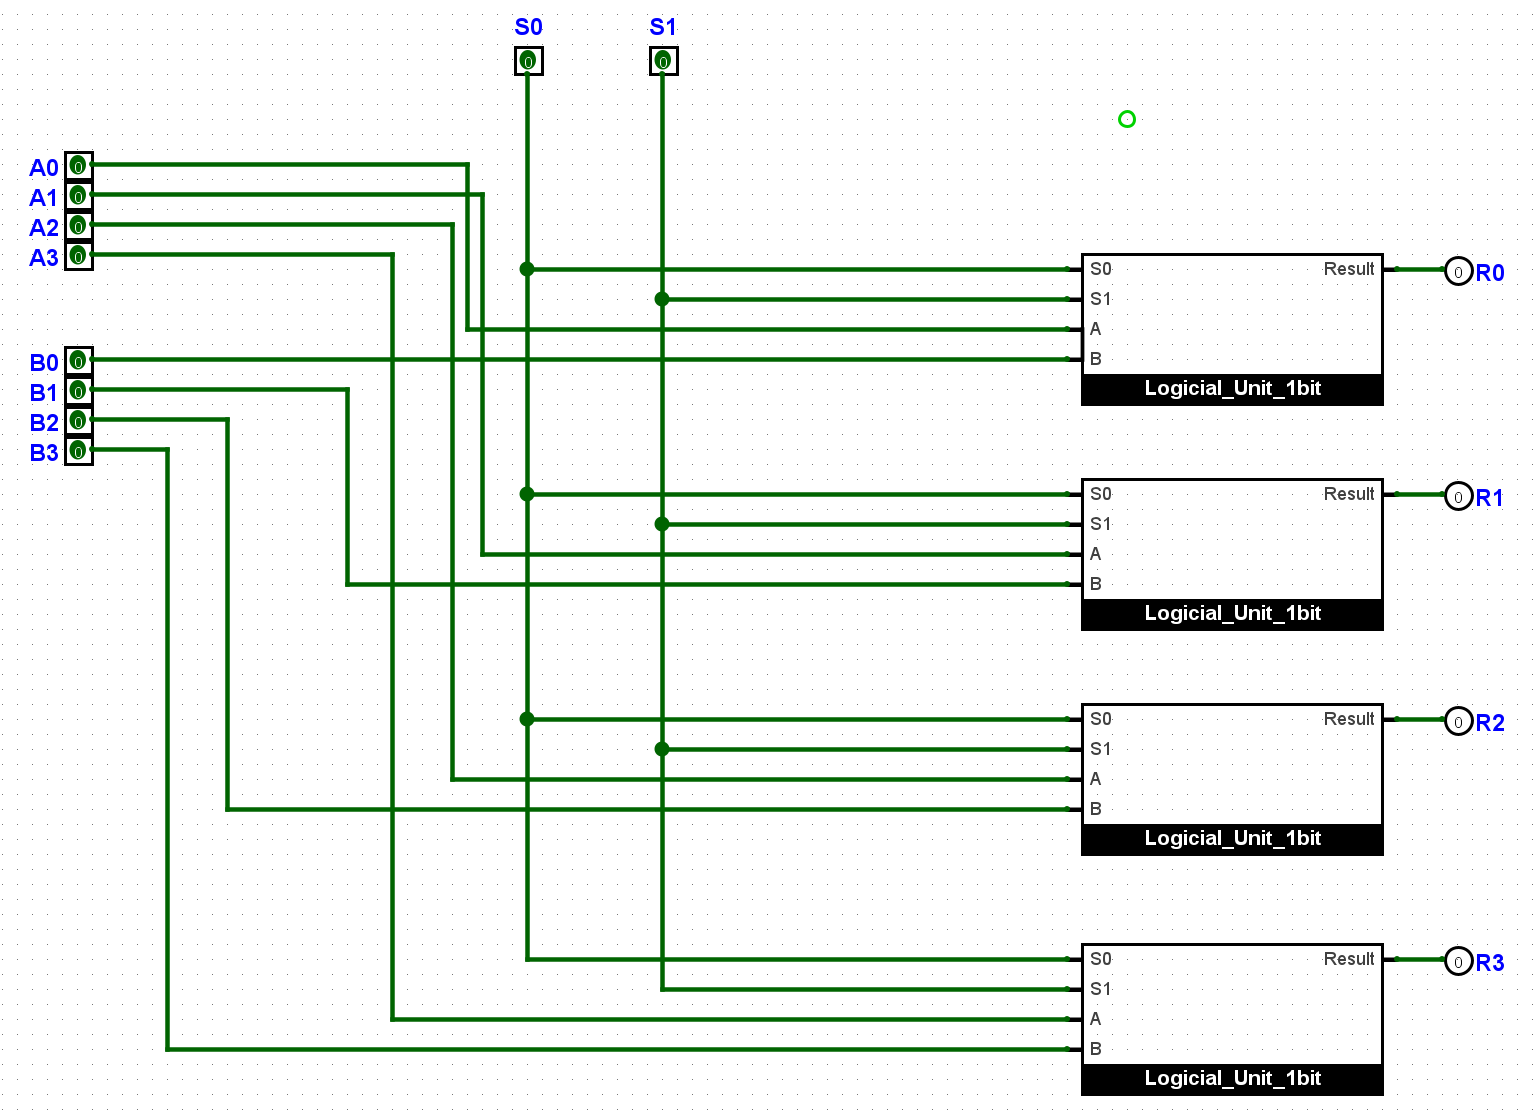 S0 S1
0 0
A0 0
A1 0
A2 0
A3 0
B0 0
B1 0
B2 0
B3 0
S0 Result 0 R0
S1
A
B
Logicial_Unit_1bit
S0 Result 0 R1
S1
A
B
Logicial_Unit_1bit
S0 Result 0 R2
S1
A
B
Logicial_Unit_1bit
S0 Result 0 R3
S1
A
B
Logicial_Unit_1bit